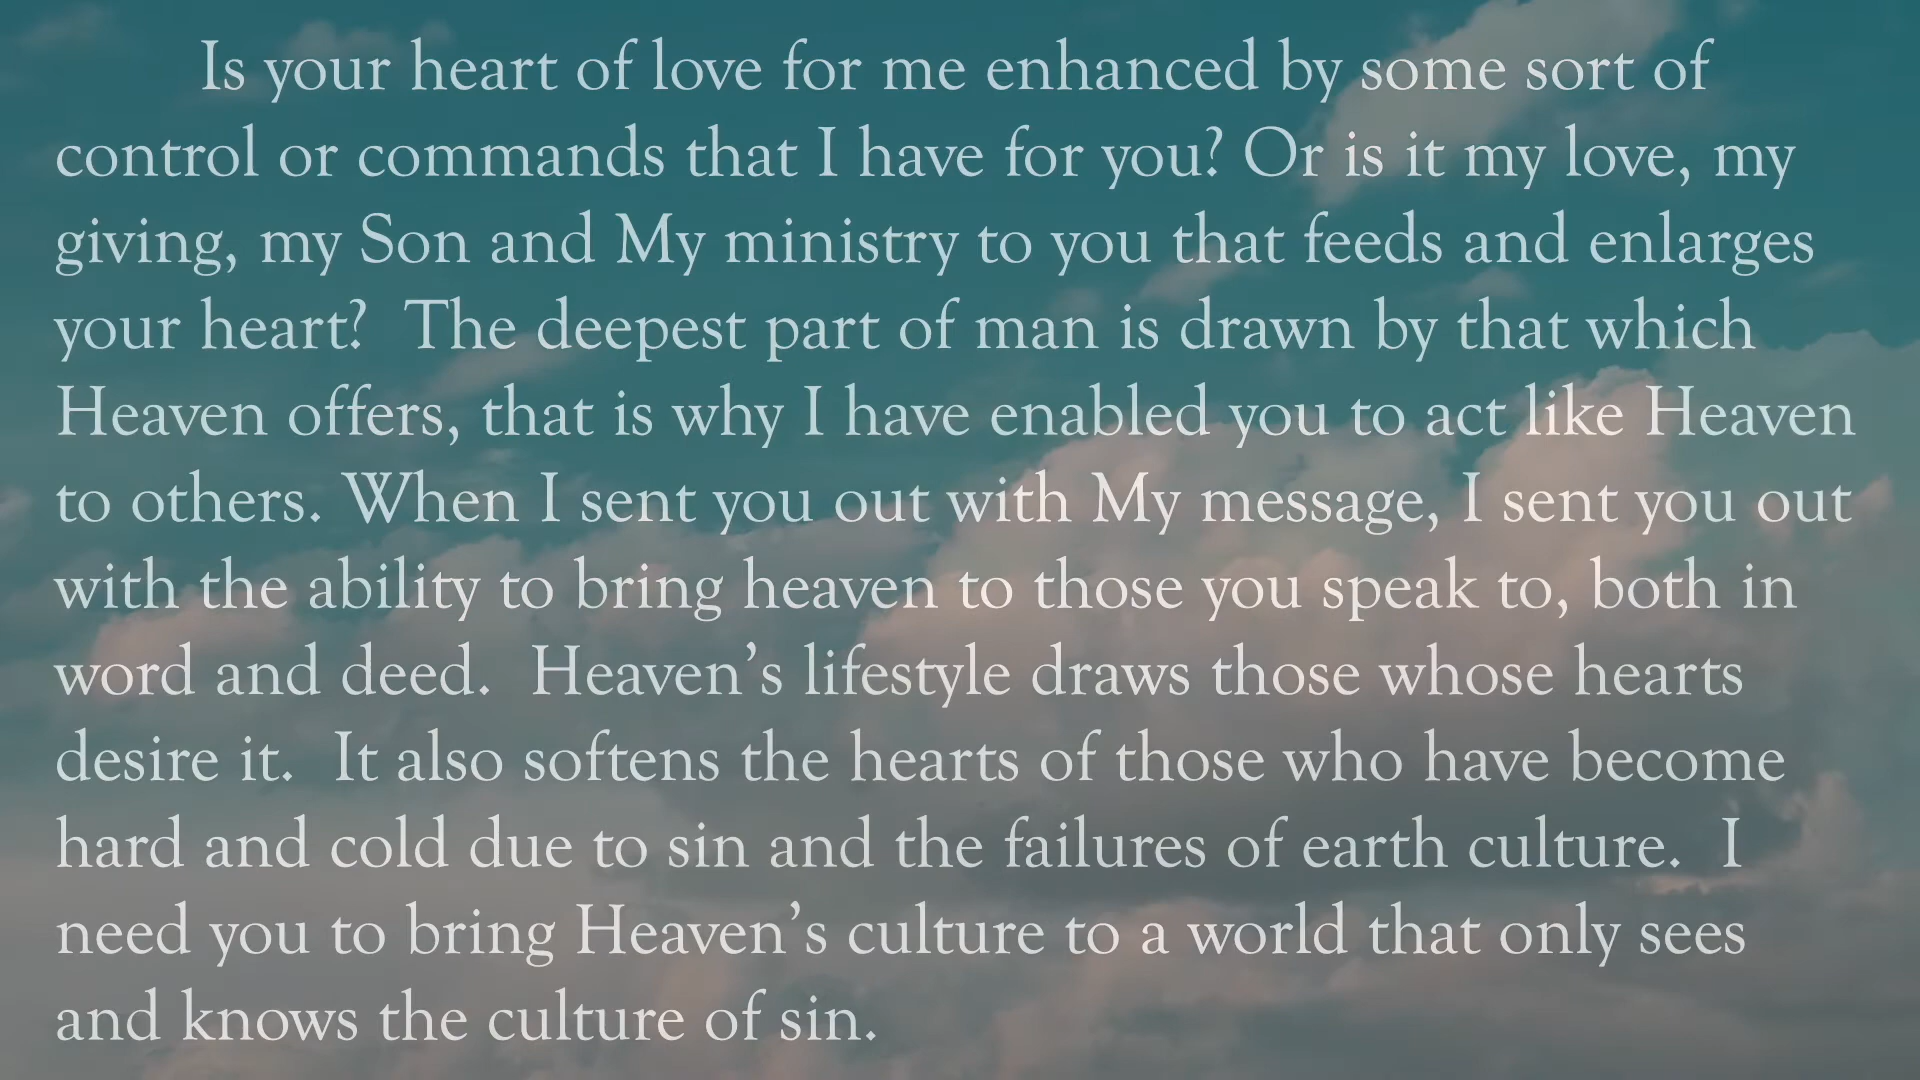 Is your heart of love for me enhanced by some sort of
control or commands that I have for you? Or is it my love, my
giving, my Son and My ministry to you that feeds and enlarges
your heart?  The deepest part of man is drawn by that which
Heaven offers, that is why I have enabled you to act like Heaven
to others. When I sent you out with My message, I sent you out
with the ability to bring heaven to those you speak to, both in
word and deed.  Heaven’s lifestyle draws those whose hearts
desire it.  It also softens the hearts of those who have become
hard and cold due to sin and the failures of earth culture.  I
need you to bring Heaven’s culture to a world that only sees
and knows the culture of sin.